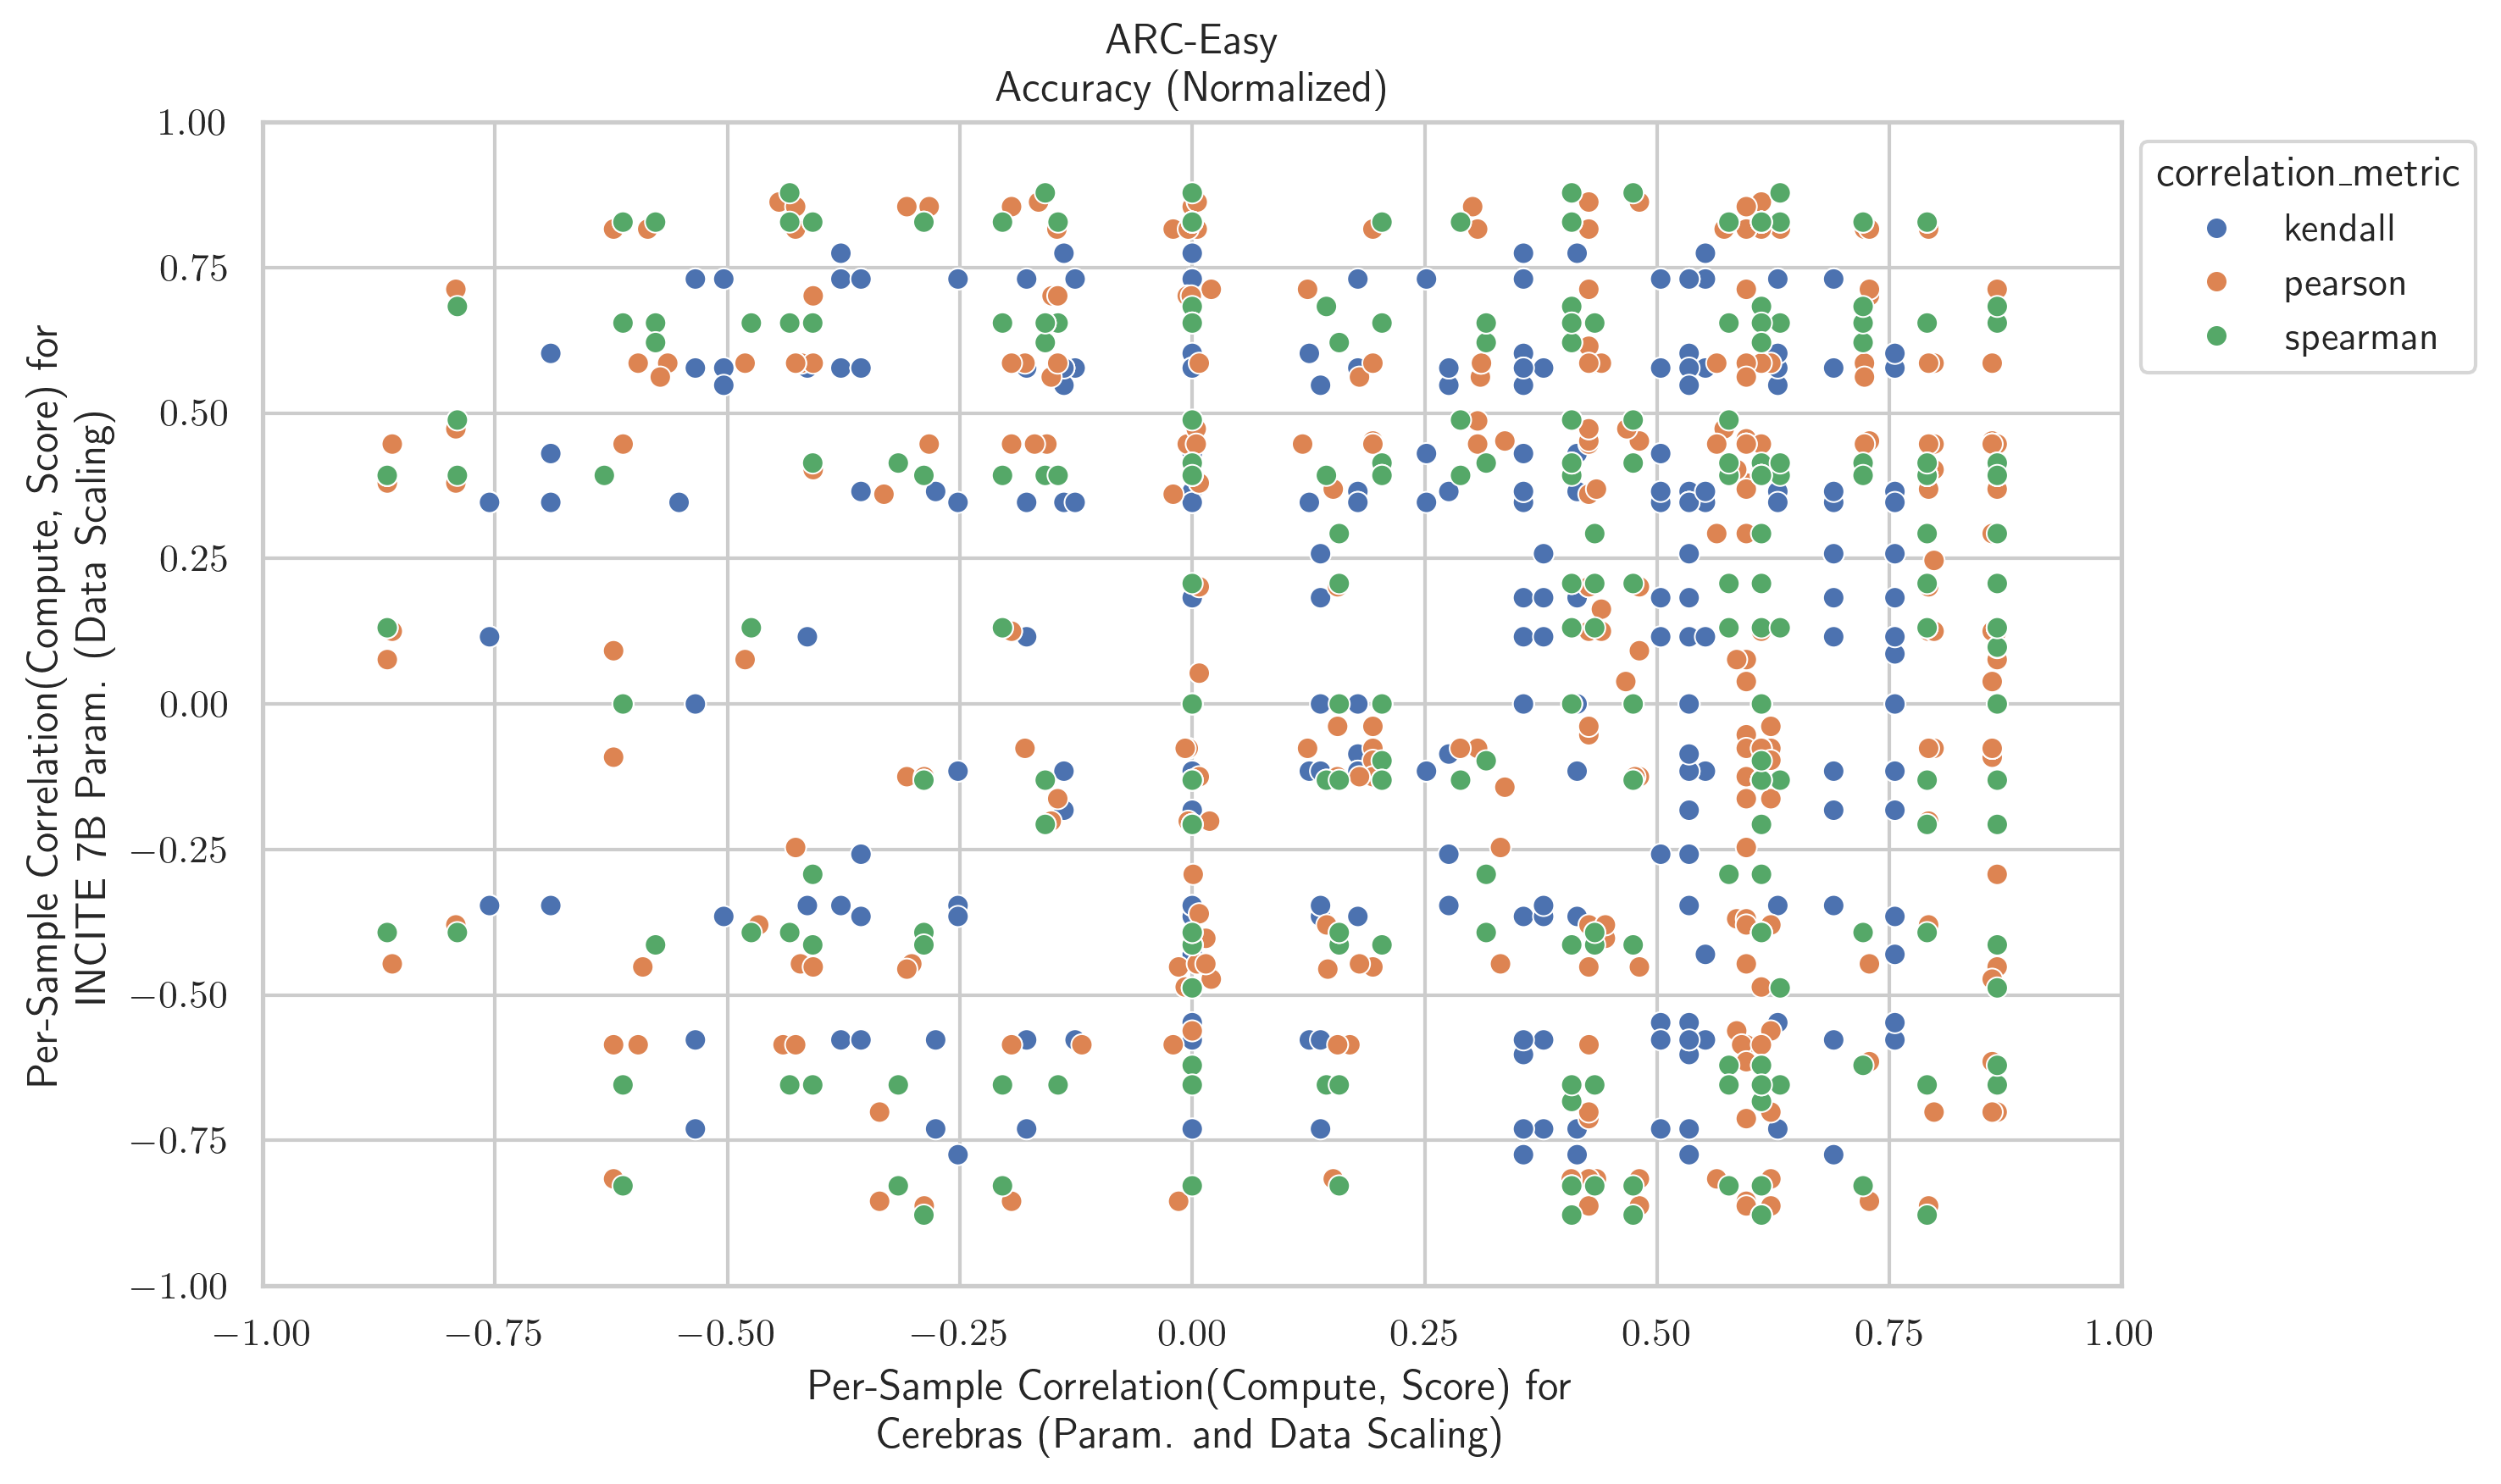 ARC-Easy
Accuracy (Normalized)
1.00
0.75
0.50
0.25
0.00
−0.25
−0.50
−0.75
−1.00
Per-Sample Correlation(Compute, Score) for
INCITE 7B Param. (Data Scaling)
−1.00
−0.75
−0.50
−0.25
0.00
0.25
0.50
0.75
1.00
Per-Sample Correlation(Compute, Score) for
Cerebras (Param. and Data Scaling)
correlation_metric
kendall
pearson
spearman